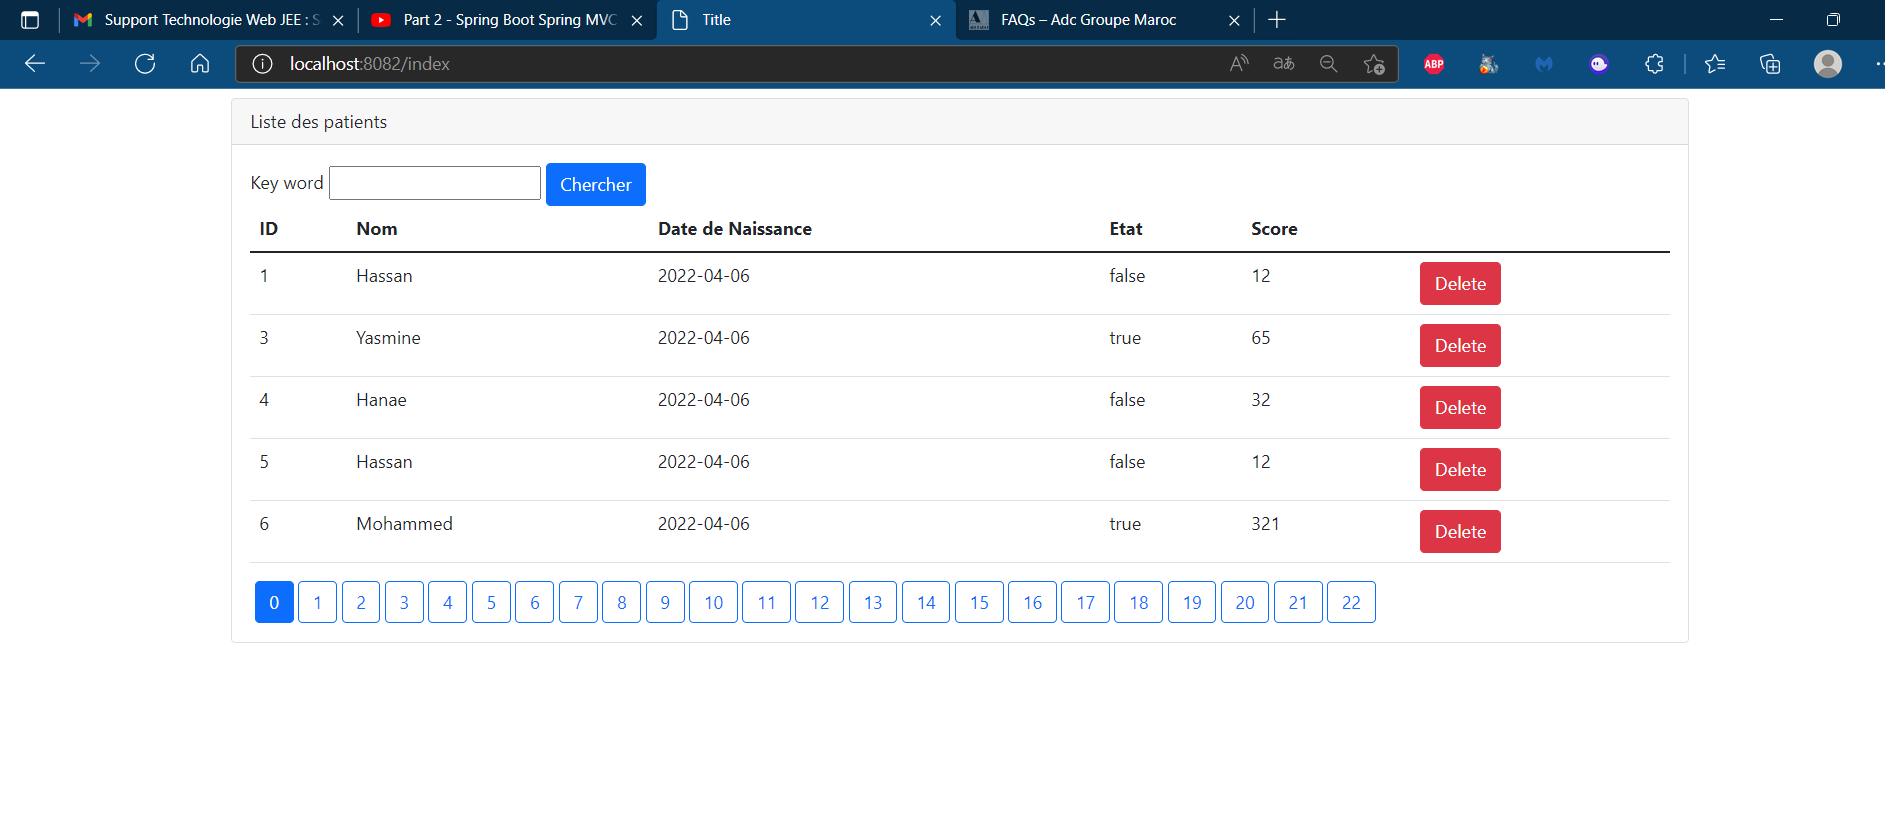 Support Technologie Web JEE : S
Part 2 - Spring Boot Spring MVC
Title
FAQs – Adc Groupe Maroc
localhost:8082/index
ABP
Liste des patients
Key word Chercher
ID Nom Date de Naissance Etat Score
1 Hassan 2022-04-06 false 12 Delete
3 Yasmine 2022-04-06 true 65 Delete
4 Hanae 2022-04-06 false 32 Delete
5 Hassan 2022-04-06 false 12 Delete
6 Mohammed 2022-04-06 true 321 Delete
0 1 2 3 4 5 6 7 8 9 10 11 12 13 14 15 16 17 18 19 20 21 22